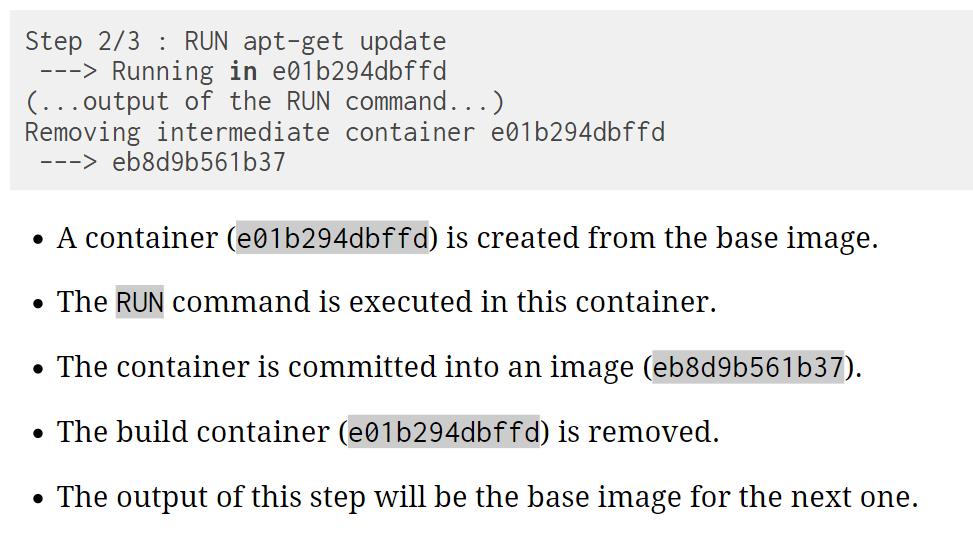 Step 2/3 : RUN apt-get update
---> Running in e01b294dbffd
(...output of the RUN command...)
Removing intermediate container e01b294dbffd
---> eb8d9b561b37
• A container (e01b294dbffd) is created from the base image.
• The RUN command is executed in this container.
• The container is committed into an image (eb8d9b561b37).
• The build container (e01b294dbffd) is removed.
• The output of this step will be the base image for the next one.